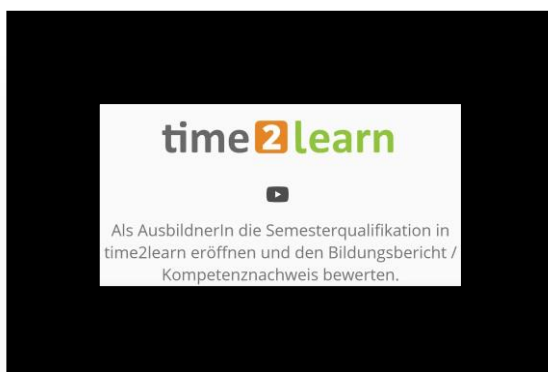 time2learn
Als AusbildnerIn die Semesterqualifikation in
time2learn eröffnen und den Bildungsbericht /
Kompetenznachweis bewerten.